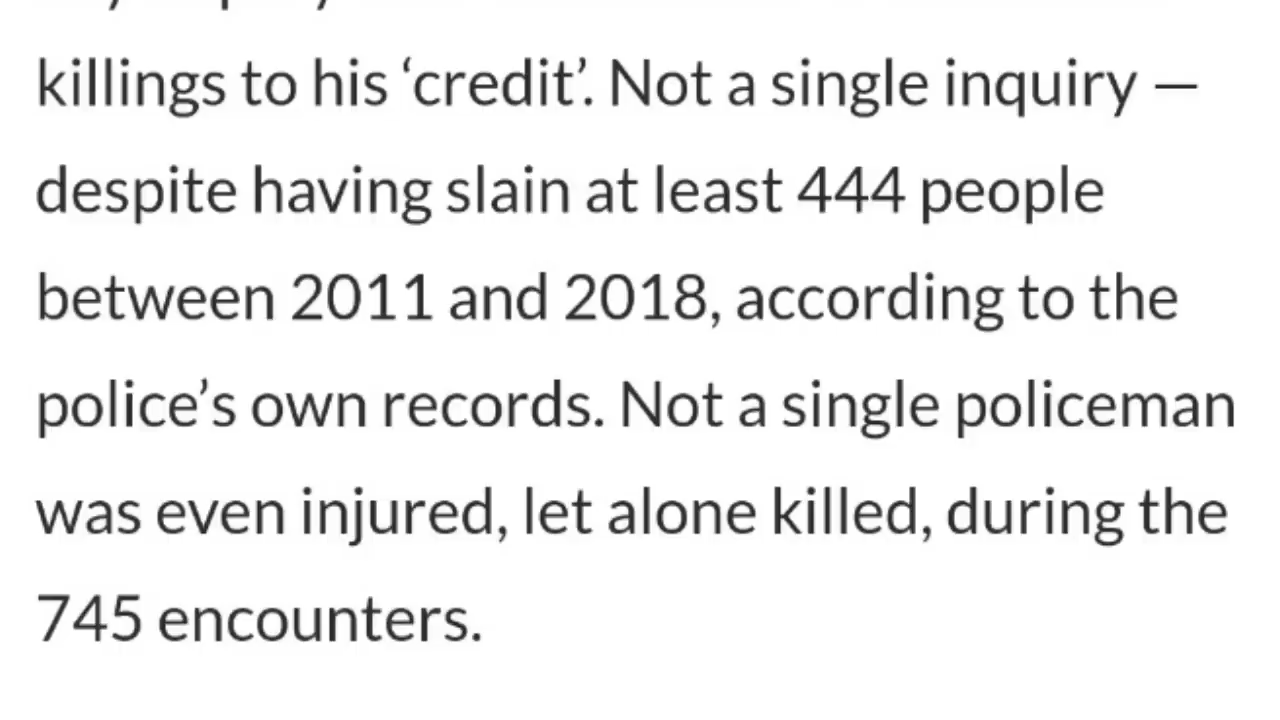 killings to his ‘credit’. Not a single inquiry —
despite having slain at least 444 people
between 2011 and 2018, according to the
police’s own records. Not a single policeman
was even injured, let alone killed, during the
745 encounters.